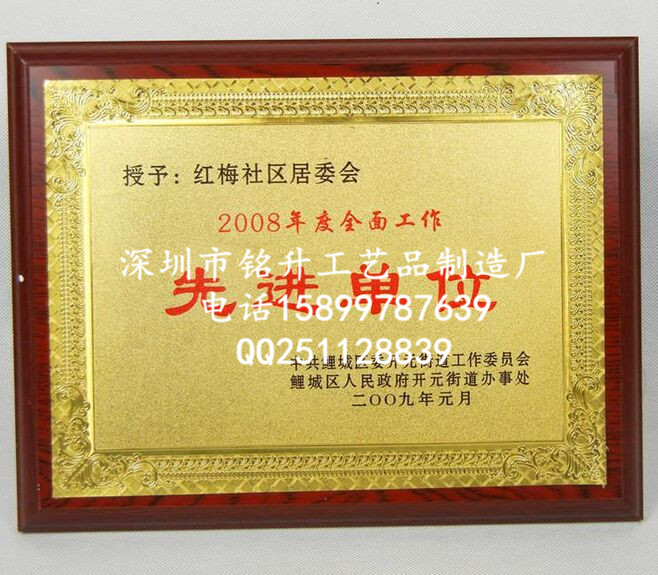 授予：红梅社区居委会
2008年度全面工作
深圳市铭升工艺品制造厂
先进单位
电话15899787639
QQ251128839
中共鲤城区委开元街道工作委员会
鲤城区人民政府开元街道办事处
二〇〇九年元月